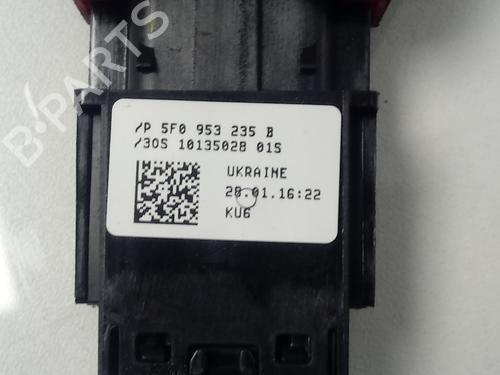 B-PARTS
/P 5F0 953 235 B
/30S 10135028 01S
UKRAINE
28.01.16:22
KU6